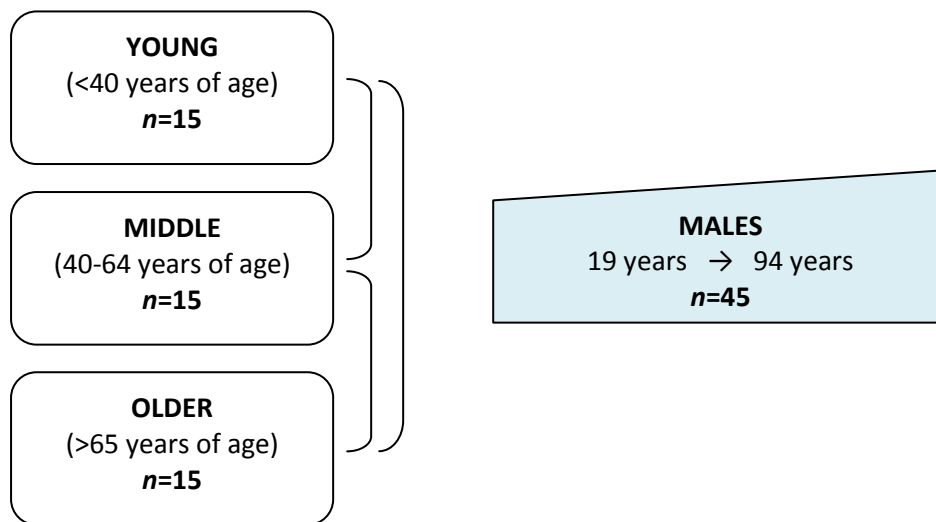 YOUNG
(<40 years of age)
n=15
MIDDLE
(40-64 years of age)
n=15
OLDER
(>65 years of age)
n=15
MALES
19 years → 94 years
n=45